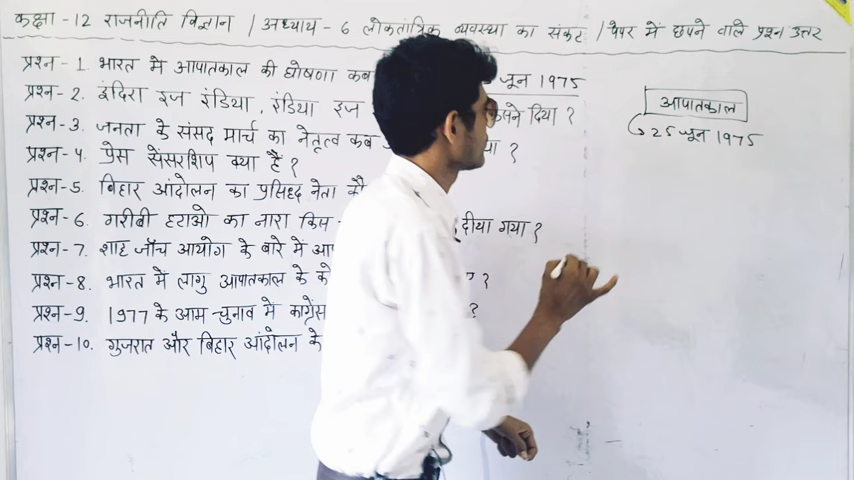 कक्षा - 12 राजनीति विज्ञान / अध्याय - 6 लोकतांत्रिक व्यवस्था का संकट / पेपर में छपने वाले प्रश्न उत्तर
प्रश्न - 1. भारत में आपातकाल की घोषणा कब जून 1975
प्रश्न - 2. इंदिरा इज इंडिया, इंडिया इज किसने दिया ?
प्रश्न - 3. जनता के संसद मार्च का नेतृत्व कब ?
प्रश्न - 4. प्रेस सेंसरशिप क्या है ?
प्रश्न - 5. बिहार आंदोलन का प्रसिध्द नेता
प्रश्न - 6. गरीबी हटाओ का नारा किस दीया गया ?
प्रश्न - 7. शाह जाँच आयोग के बारे में
प्रश्न - 8. भारत में लागु आपातकाल के ?
प्रश्न - 9. 1977 के आम चुनाव में कांग्रेस ?
प्रश्न - 10. गुजरात और बिहार आंदोलन के
आपातकाल
25 जून 1975